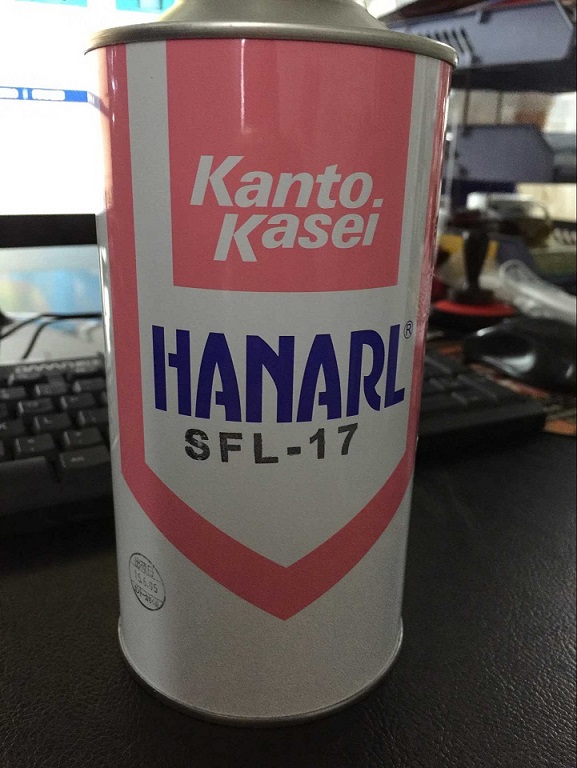 Kanto
Kasei
HANARL®
SFL-17